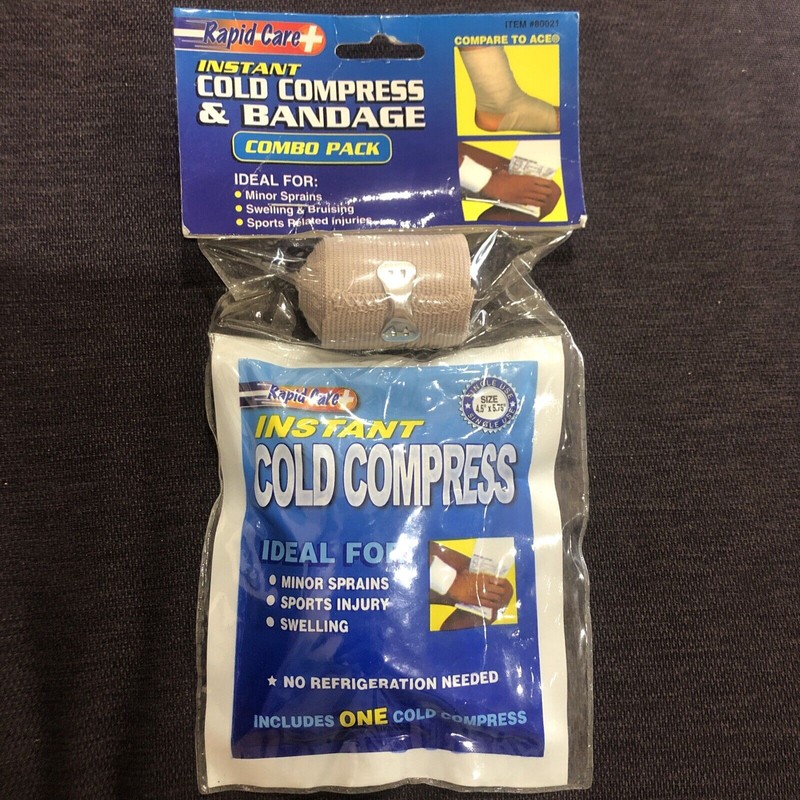 Rapid Care
ITEM #80021
COMPARE TO ACE®
INSTANT
COLD COMPRESS
& BANDAGE
COMBO PACK
IDEAL FOR:
Minor Sprains
Swelling & Bruising
Sports Related Injuries
Rapid Care
SINGLE USE
SIZE
4.5" x 5.75"
SINGLE USE
INSTANT
COLD COMPRESS
IDEAL FOR
MINOR SPRAINS
SPORTS INJURY
SWELLING
★ NO REFRIGERATION NEEDED
INCLUDES ONE COLD COMPRESS